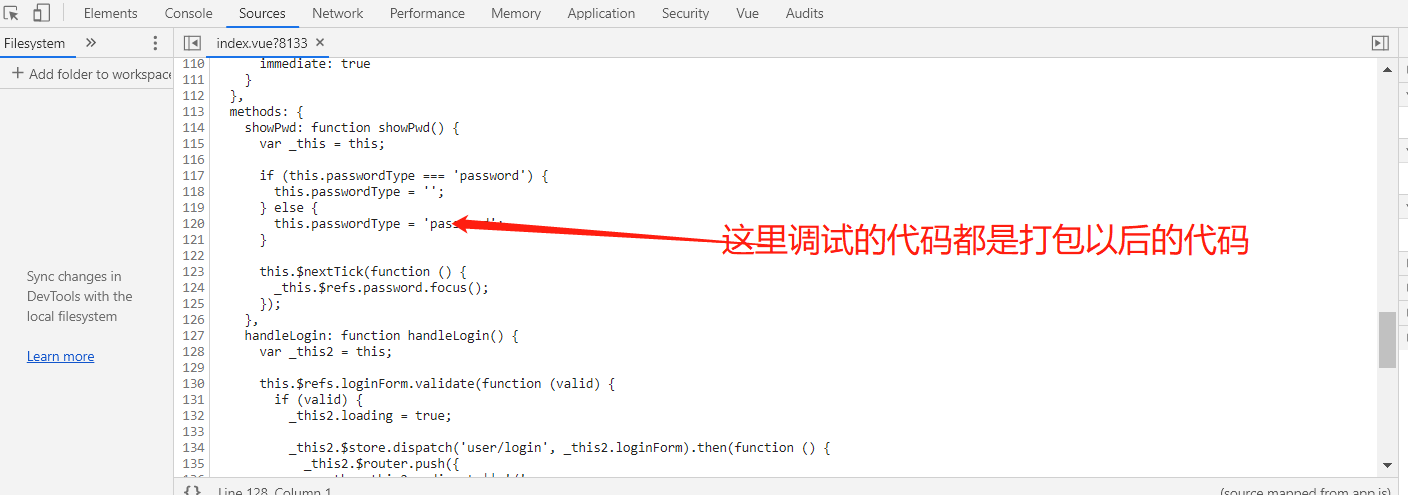 Elements Console Sources Network Performance Memory Application Security Vue Audits
Filesystem » index.vue?8133 ×
+ Add folder to workspace
110 immediate: true
111 }
112 },
113 methods: {
114 showPwd: function showPwd() {
115 var _this = this;
116
117 if (this.passwordType === 'password') {
118 this.passwordType = '';
119 } else {
120 this.passwordType = 'password';
这里调试的代码都是打包以后的代码
121 }
122
123 this.$nextTick(function () {
124 _this.$refs.password.focus();
125 });
126 },
127 handleLogin: function handleLogin() {
128 var _this2 = this;
129
130 this.$refs.loginForm.validate(function (valid) {
131 if (valid) {
132 _this2.loading = true;
133
134 _this2.$store.dispatch('user/login', _this2.loginForm).then(function () {
135 _this2.$router.push({
Sync changes in
DevTools with the
local filesystem
Learn more
{} Line 128, Column 1 (source mapped from app.js)